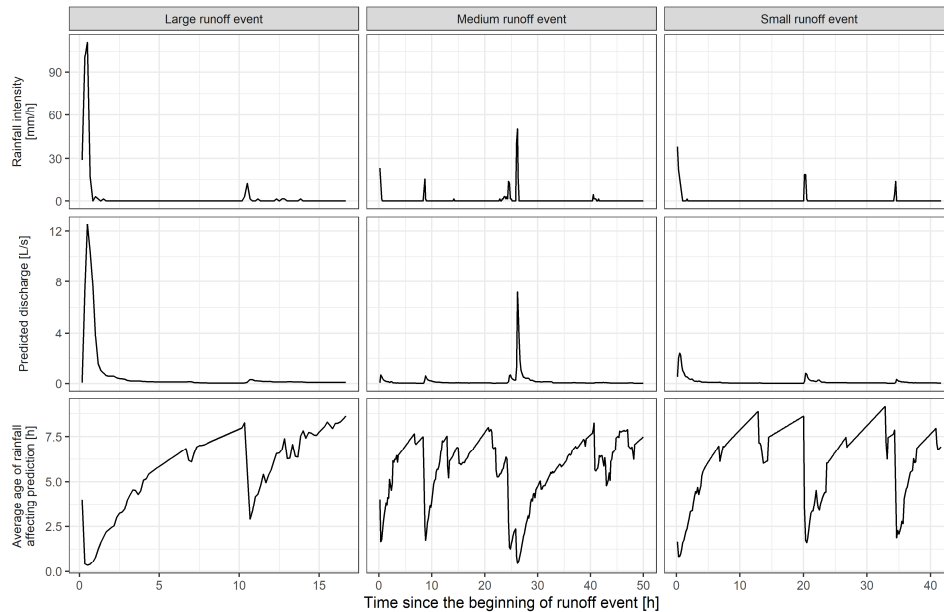 Large runoff event
Medium runoff event
Small runoff event
Rainfall intensity
[mm/h]
90
60
30
0
Predicted discharge [L/s]
12
8
4
0
Average age of rainfall
affecting prediction [h]
7.5
5.0
2.5
0.0
0 5 10 15
0 10 20 30 40 50
0 10 20 30 40
Time since the beginning of runoff event [h]